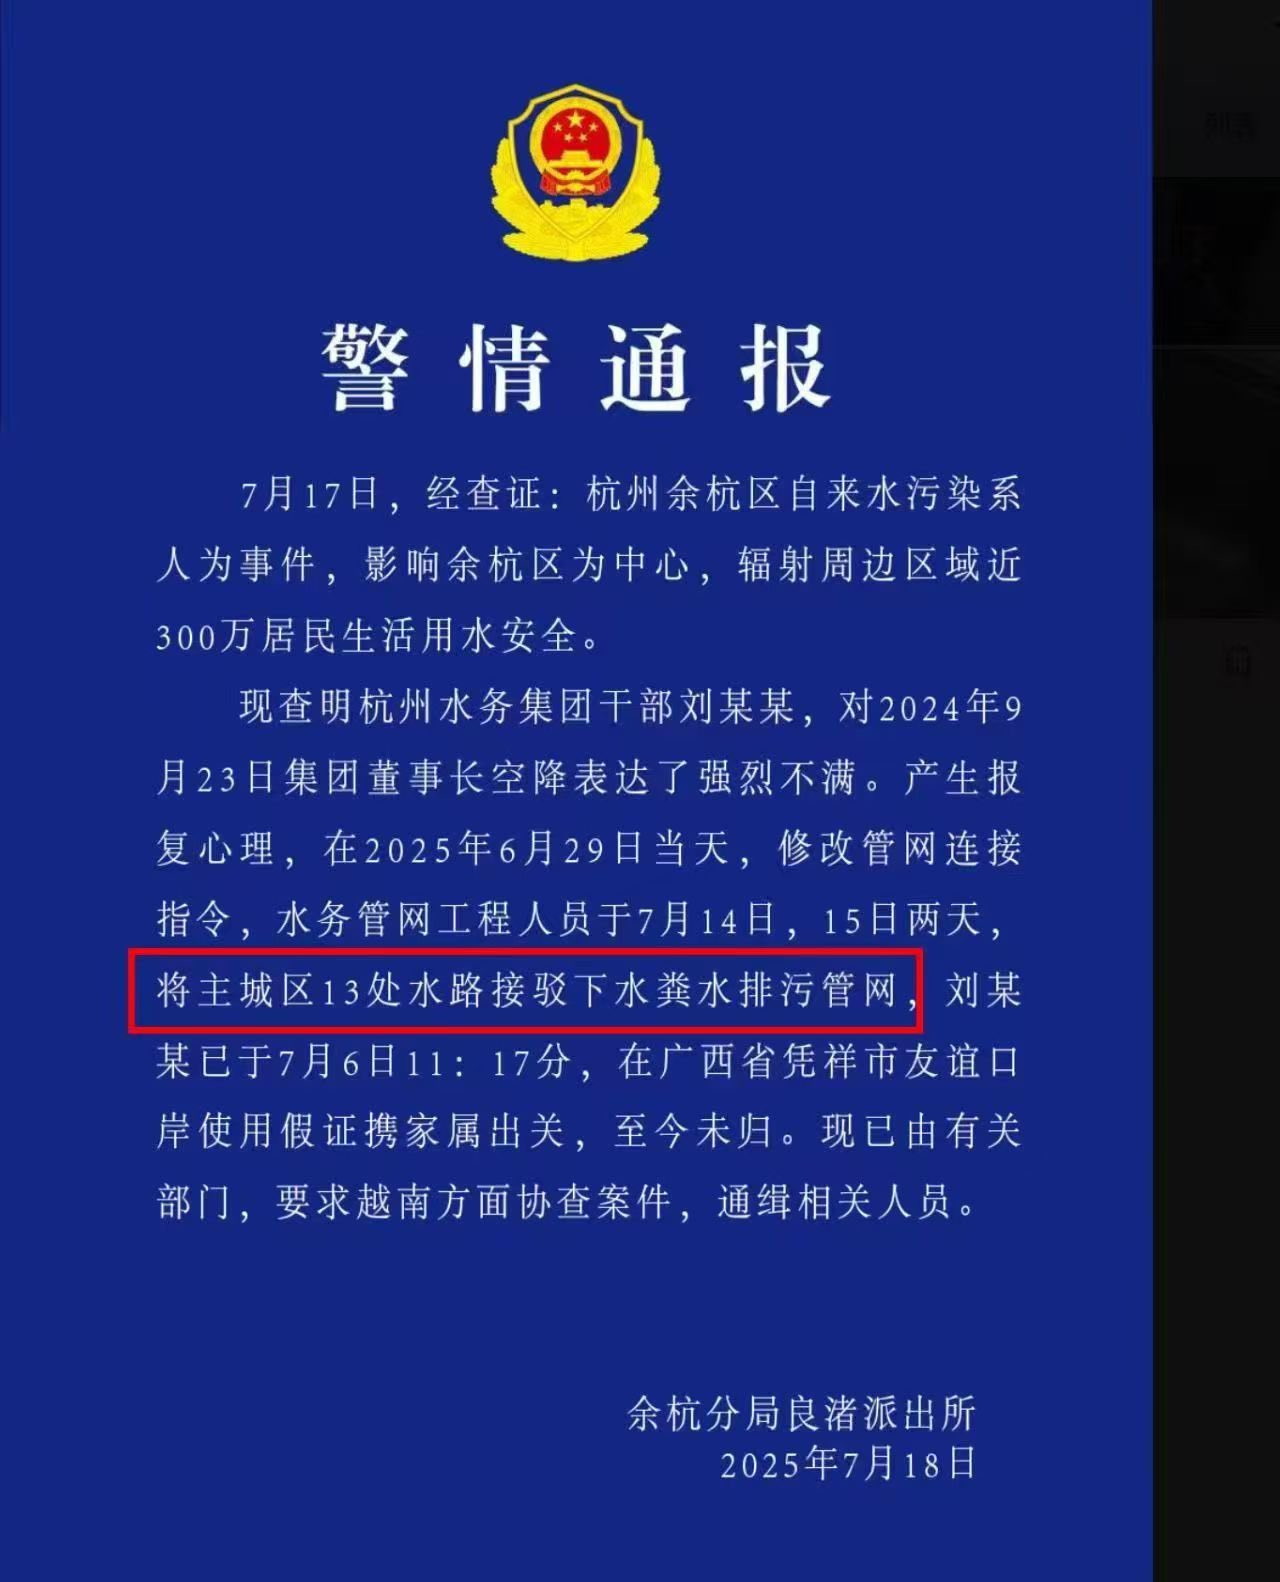 警情通报
7月17日，经查证：杭州余杭区自来水污染系
人为事件，影响余杭区为中心，辐射周边区域近
300万居民生活用水安全。
现查明杭州水务集团干部刘某某，对2024年9
月23日集团董事长空降表达了强烈不满。产生报
复心理，在2025年6月29日当天，修改管网连接
指令，水务管网工程人员于7月14日，15日两天，
将主城区13处水路接驳下水粪水排污管网，刘某
某已于7月6日11：17分，在广西省凭祥市友谊口
岸使用假证携家属出关，至今未归。现已由有关
部门，要求越南方面协查案件，通缉相关人员。
余杭分局良渚派出所
2025年7月18日